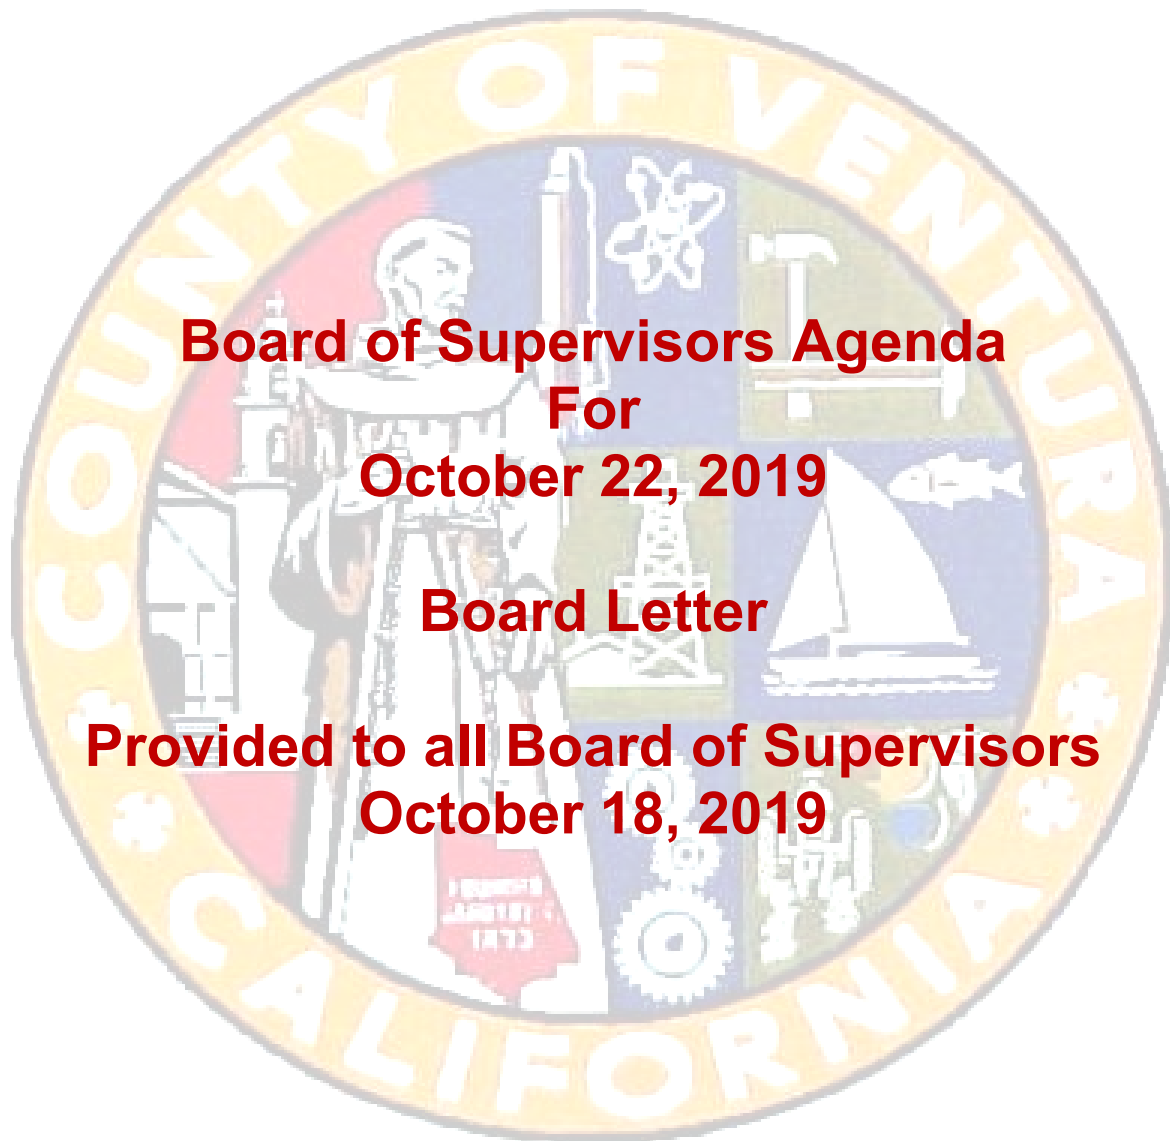 COUNTY OF VENTURA
Board of Supervisors Agenda
For
October 22, 2019
Board Letter
Provided to all Board of Supervisors
October 18, 2019
1873
CALIFORNIA